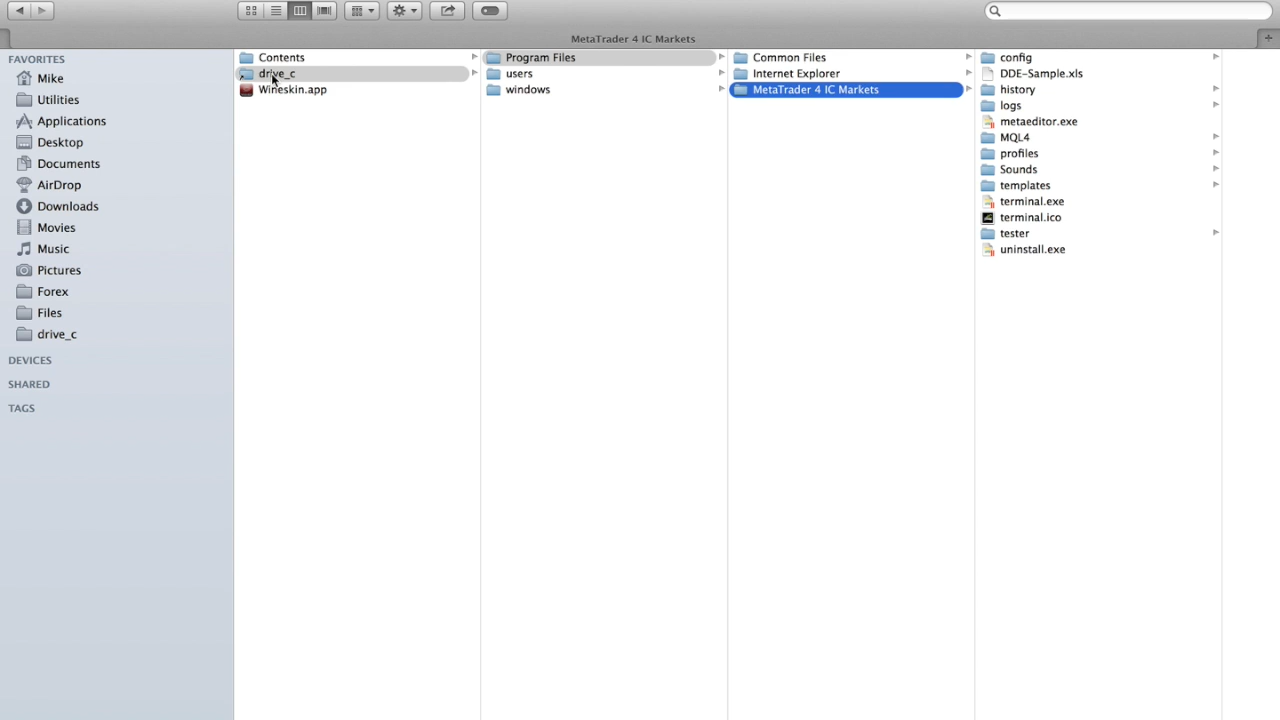 MetaTrader 4 IC Markets
FAVORITES
Mike
Utilities
Applications
Desktop
Documents
AirDrop
Downloads
Movies
Music
Pictures
Forex
Files
drive_c
DEVICES
SHARED
TAGS
Contents
drive_c
Wineskin.app
Program Files
users
windows
Common Files
Internet Explorer
MetaTrader 4 IC Markets
config
DDE-Sample.xls
history
logs
metaeditor.exe
MQL4
profiles
Sounds
templates
terminal.exe
terminal.ico
tester
uninstall.exe